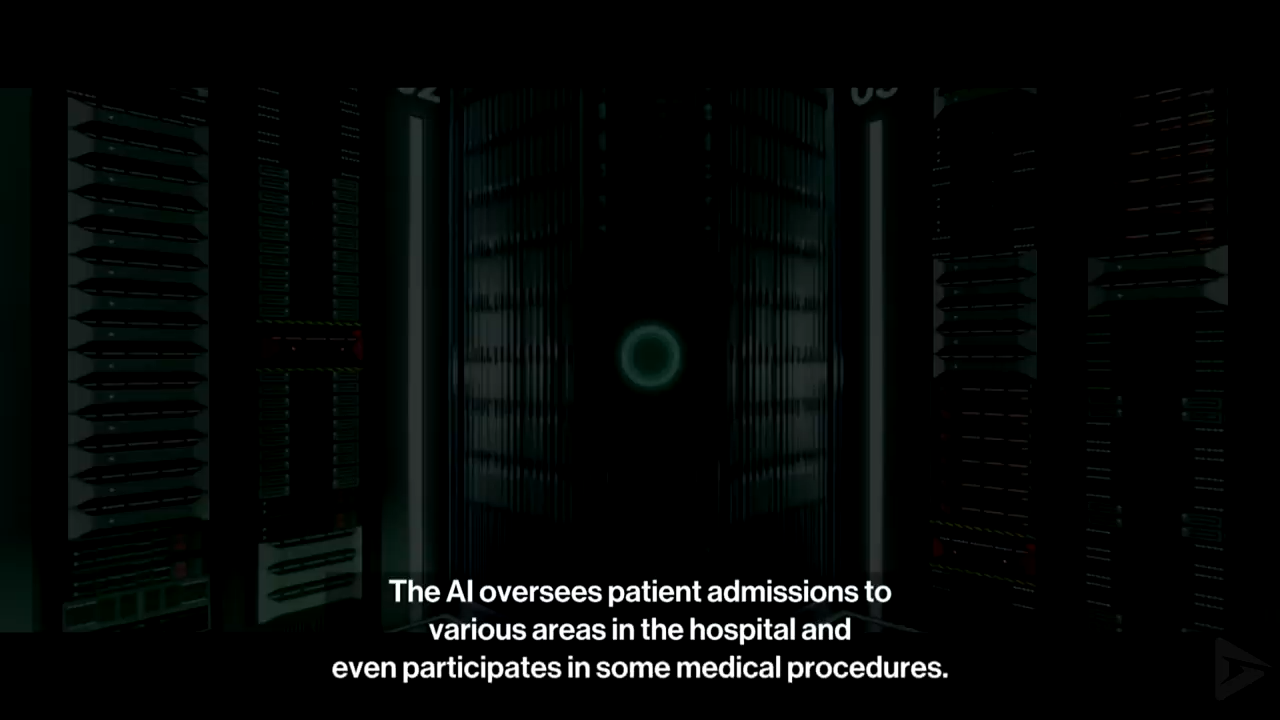 The AI oversees patient admissions to
various areas in the hospital and
even participates in some medical procedures.